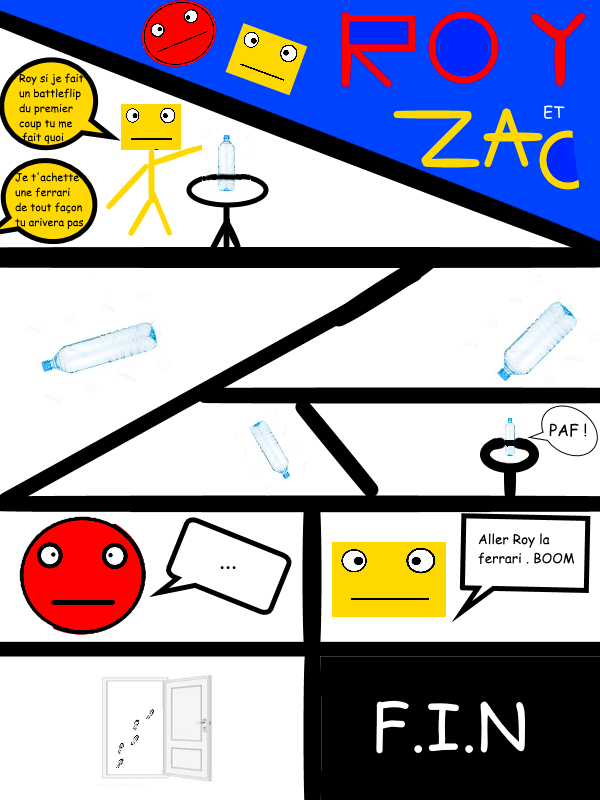 ROY
ET
ZAC
Roy si je fait
un battleflip
du premier
coup tu me
fait quoi
Je t'achette
une ferrari
de tout façon
tu arivera pas
PAF !
...
Aller Roy la
ferrari . BOOM
F.I.N